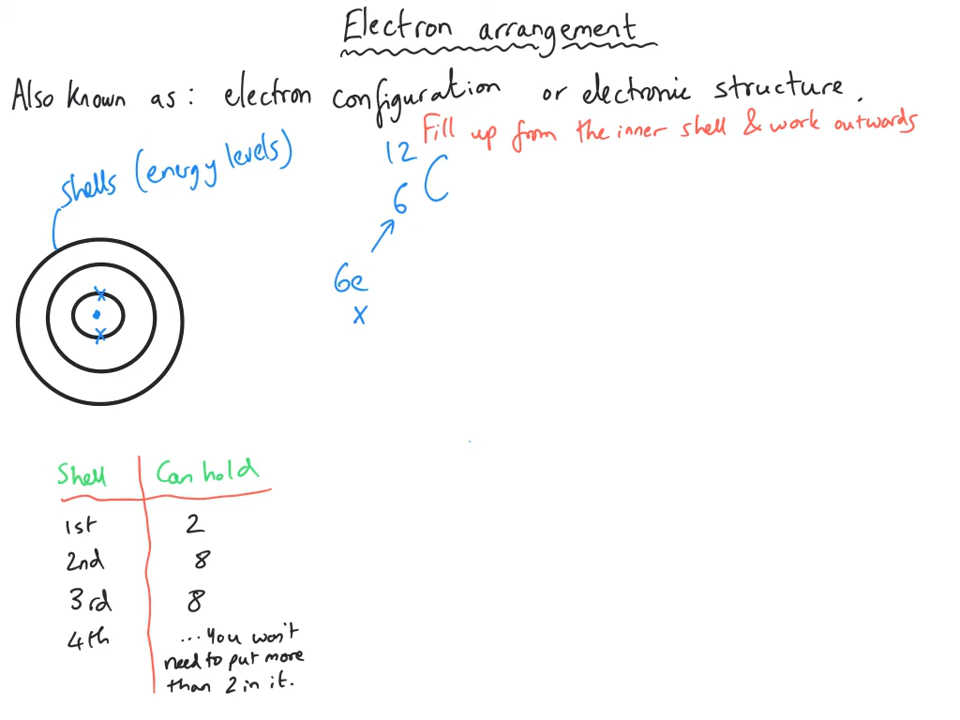 Electron arrangement
Also known as: electron configuration or electronic structure.
Fill up from the inner shell & work outwards
shells (energy levels)
12
6 C
6e
x
x
x
Shell Can hold
1st 2
2nd 8
3rd 8
4th ...You won't
need to put more
than 2 in it.